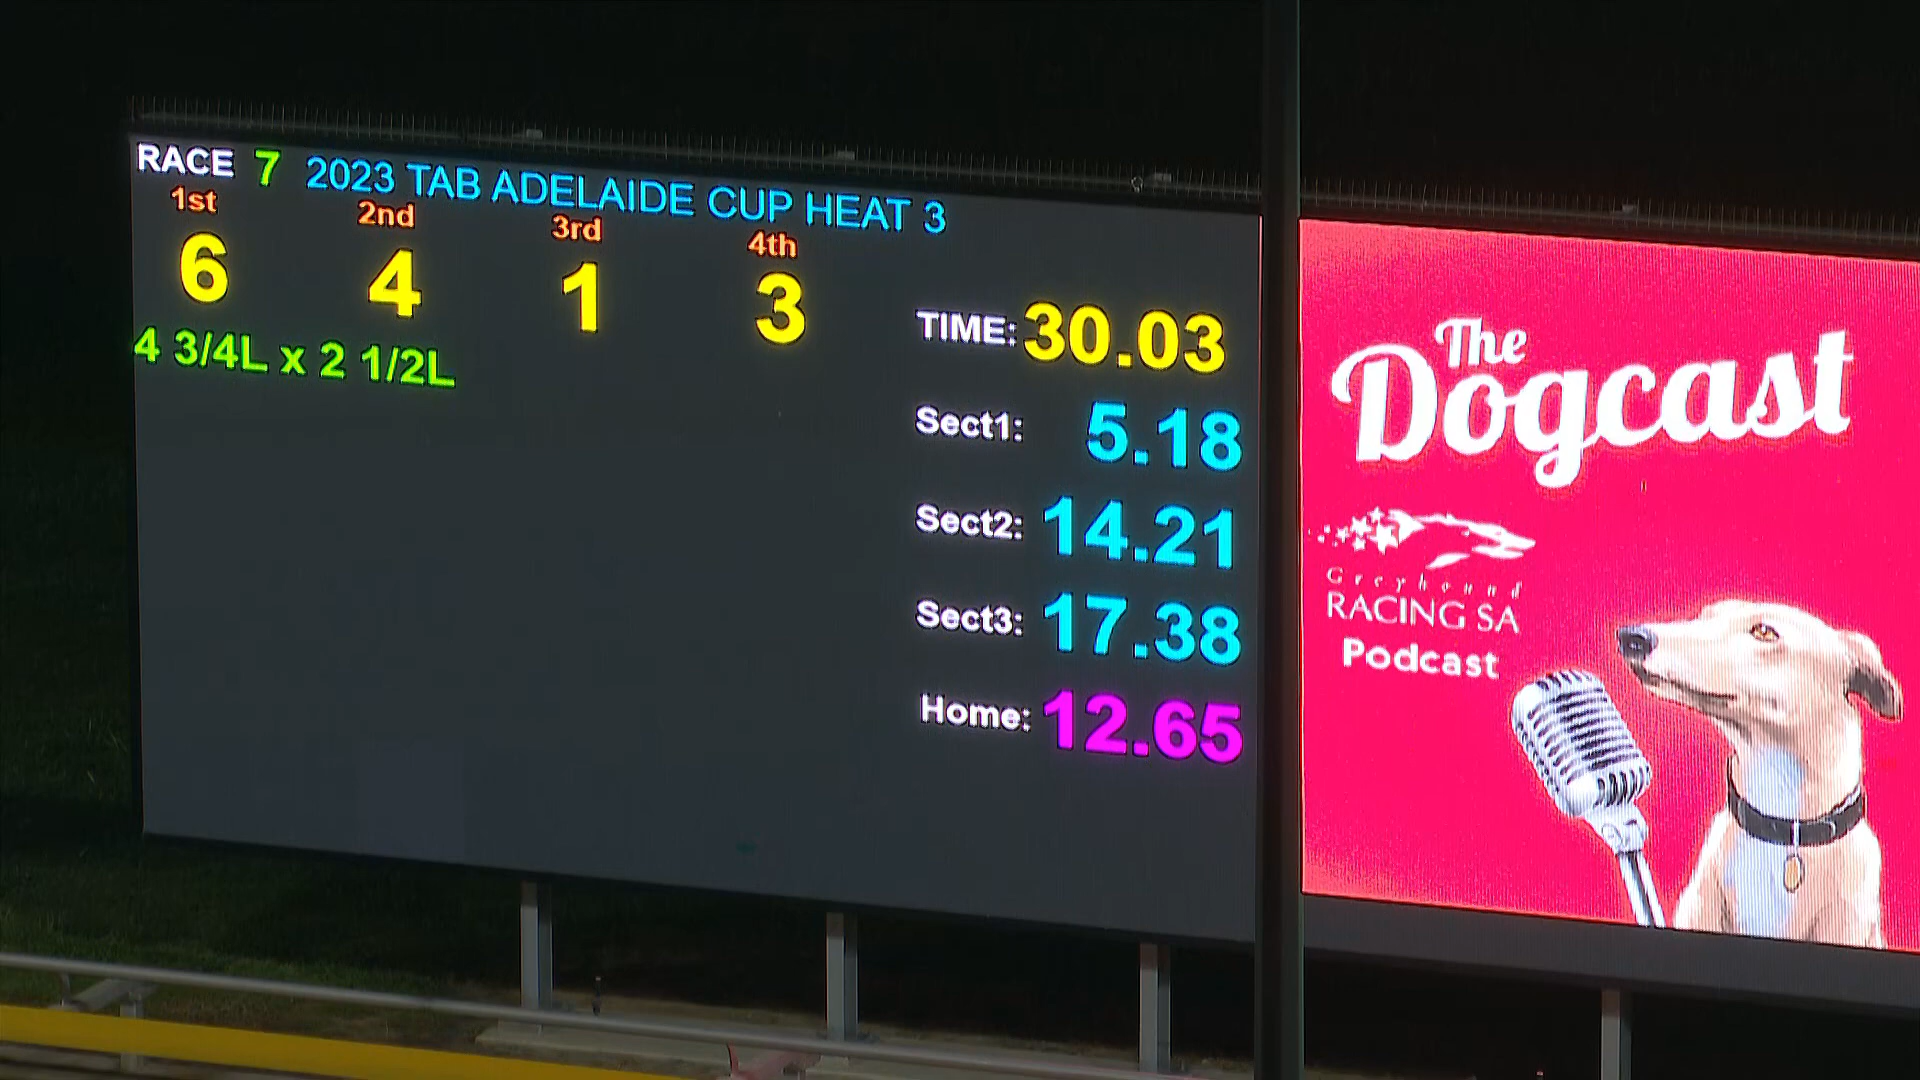 RACE 7 2023 TAB ADELAIDE CUP HEAT 3
1st 2nd 3rd 4th
6 4 1 3
4 3/4L x 2 1/2L
TIME: 30.03
Sect1: 5.18
Sect2: 14.21
Sect3: 17.38
Home: 12.65
The
Dogcast
Greyhound
RACING SA
Podcast